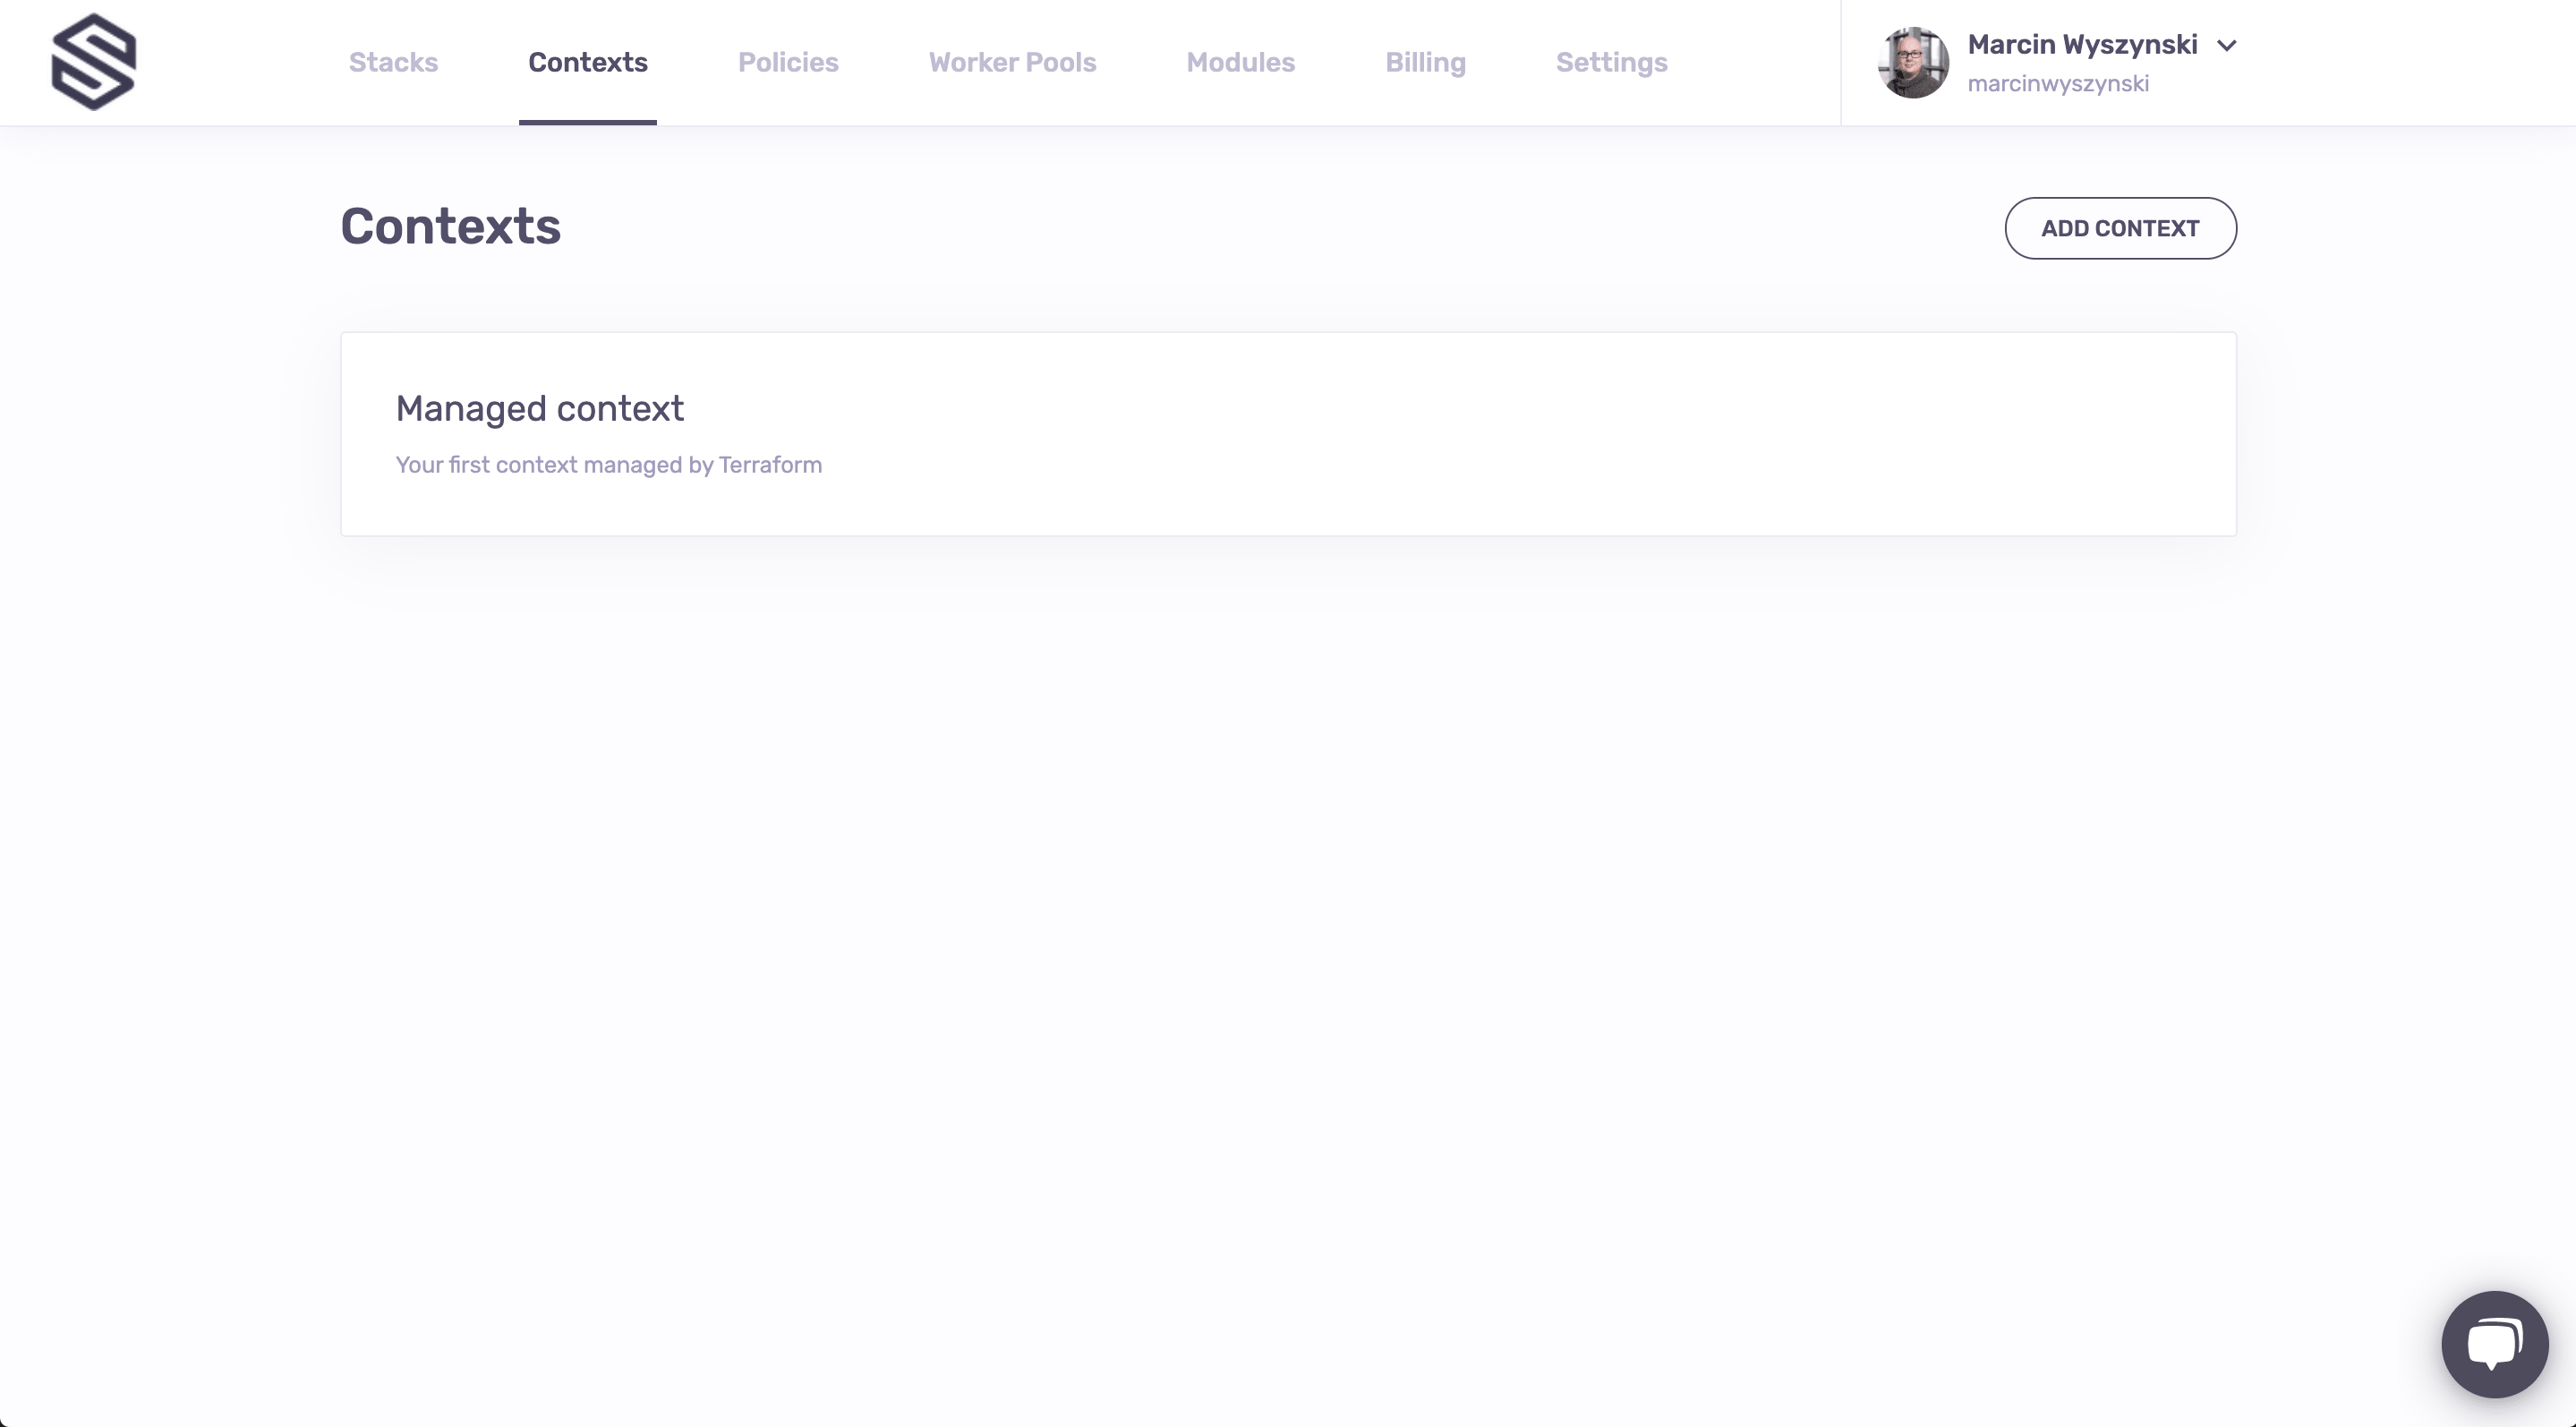 Stacks
Contexts
Policies
Worker Pools
Modules
Billing
Settings
Marcin Wyszynski
marcinwyszynski
Contexts
ADD CONTEXT
Managed context
Your first context managed by Terraform